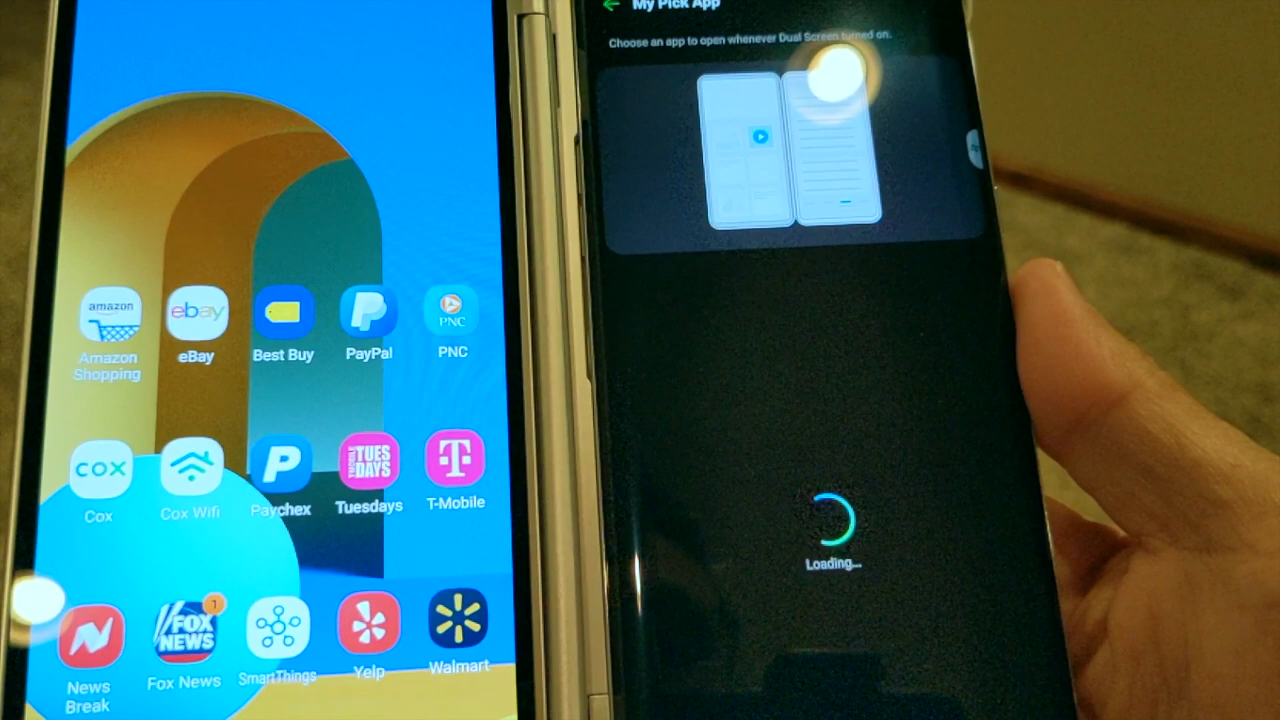 My Pick App
Choose an app to open whenever Dual Screen turned on.
amazon
ebay
PNC
Amazon
Shopping
eBay
Best Buy
PayPal
PNC
COX
P
TUES
DAYS
T
Cox
Cox Wifi
Paychex
Tuesdays
T-Mobile
Loading...
FOX
NEWS
1
News
Break
Fox News
SmartThings
Yelp
Walmart